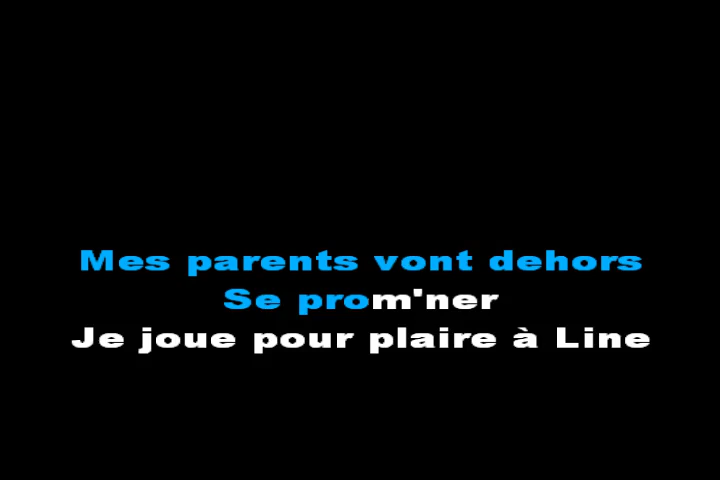 Mes parents vont dehors
Se prom'ner
Je joue pour plaire à Line